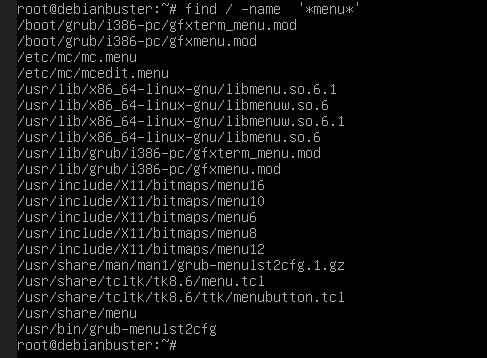 root@debianbuster:~# find / -name  '*menu*'
/boot/grub/i386-pc/gfxterm_menu.mod
/boot/grub/i386-pc/gfxmenu.mod
/etc/mc/mc.menu
/etc/mc/mcedit.menu
/usr/lib/x86_64-linux-gnu/libmenu.so.6.1
/usr/lib/x86_64-linux-gnu/libmenuw.so.6
/usr/lib/x86_64-linux-gnu/libmenuw.so.6.1
/usr/lib/x86_64-linux-gnu/libmenu.so.6
/usr/lib/grub/i386-pc/gfxterm_menu.mod
/usr/lib/grub/i386-pc/gfxmenu.mod
/usr/include/X11/bitmaps/menu16
/usr/include/X11/bitmaps/menu10
/usr/include/X11/bitmaps/menu6
/usr/include/X11/bitmaps/menu8
/usr/include/X11/bitmaps/menu12
/usr/share/man/man1/grub-menulst2cfg.1.gz
/usr/share/tcltk/tk8.6/menu.tcl
/usr/share/tcltk/tk8.6/ttk/menubutton.tcl
/usr/share/menu
/usr/bin/grub-menulst2cfg
root@debianbuster:~#